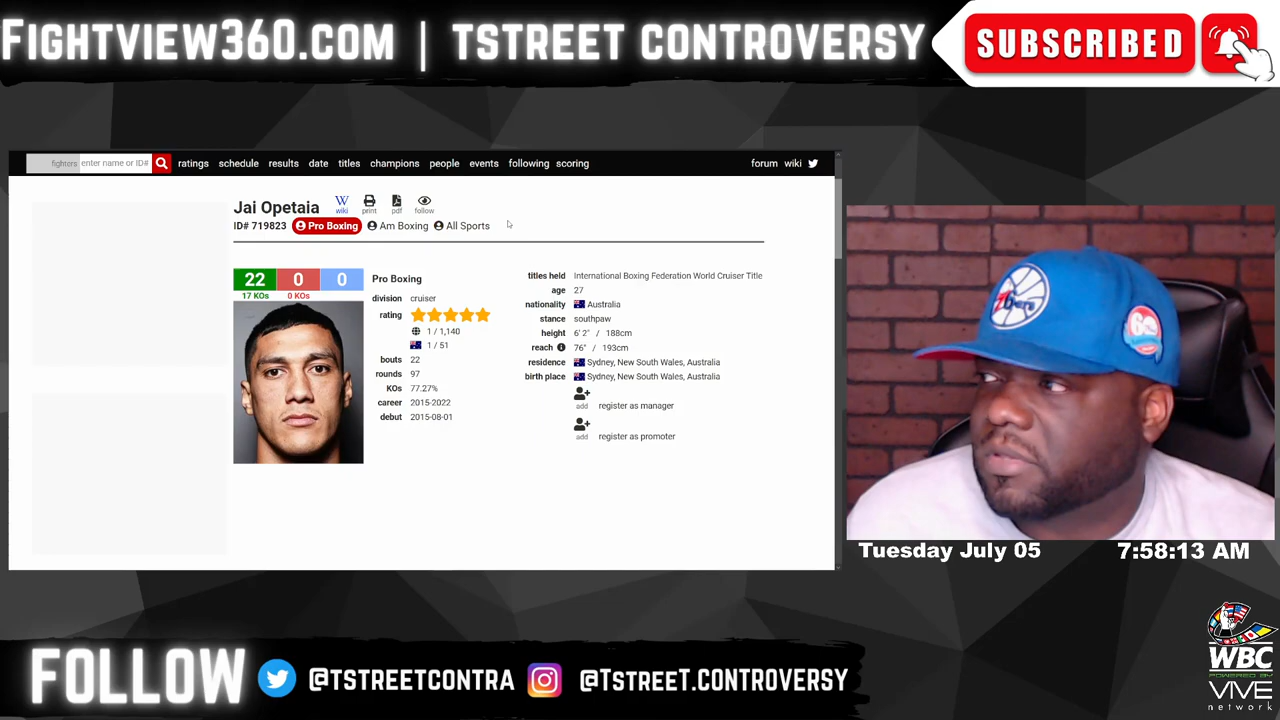 FIGHTVIEW360.COM | TSTREET CONTROVERSY
SUBSCRIBED
fighters enter name or ID# ratings schedule results date titles champions people events following scoring forum wiki
Jai Opetaia
wiki print pdf follow
ID# 719823 Pro Boxing Am Boxing All Sports
22 0 0
17 KOs 0 KOs
Pro Boxing
division cruiser
rating
1 / 1,140
1 / 51
bouts 22
rounds 97
KOs 77.27%
career 2015-2022
debut 2015-08-01
titles held International Boxing Federation World Cruiser Title
age 27
nationality Australia
stance southpaw
height 6' 2" / 188cm
reach 76" / 193cm
residence Sydney, New South Wales, Australia
birth place Sydney, New South Wales, Australia
add register as manager
add register as promoter
76ers
60
Tuesday July 05 7:58:13 AM
FOLLOW @TSTREETCONTRA @TSTREET.CONTROVERSY
WBC
POWERED BY
VIVE
network